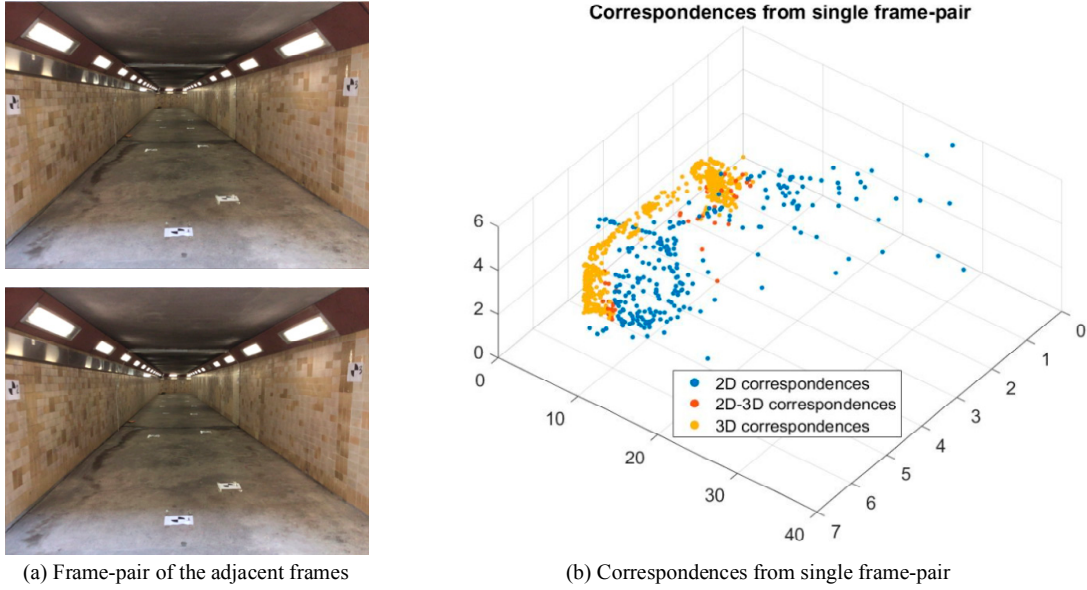 Correspondences from single frame-pair
6
4
2
0
0
10
20
30
40
0
1
2
3
4
5
6
7
2D correspondences
2D-3D correspondences
3D correspondences
(a) Frame-pair of the adjacent frames
(b) Correspondences from single frame-pair